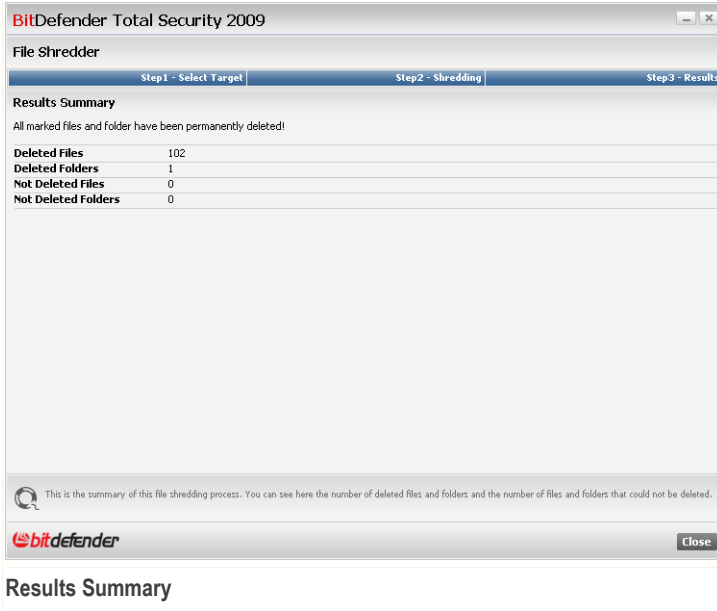 BitDefender Total Security 2009
File Shredder
Step1 - Select Target Step2 - Shredding Step3 - Results
Results Summary
All marked files and folder have been permanently deleted!
Deleted Files 102
Deleted Folders 1
Not Deleted Files 0
Not Deleted Folders 0
This is the summary of this file shredding process. You can see here the number of deleted files and folders and the number of files and folders that could not be deleted.
bitdefender Close
Results Summary